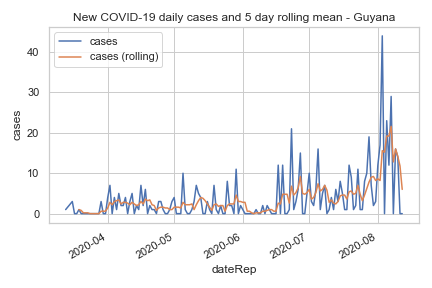 New COVID-19 daily cases and 5 day rolling mean - Guyana
cases
cases (rolling)
cases
40
30
20
10
0
2020-04
2020-05
2020-06
2020-07
2020-08
dateRep